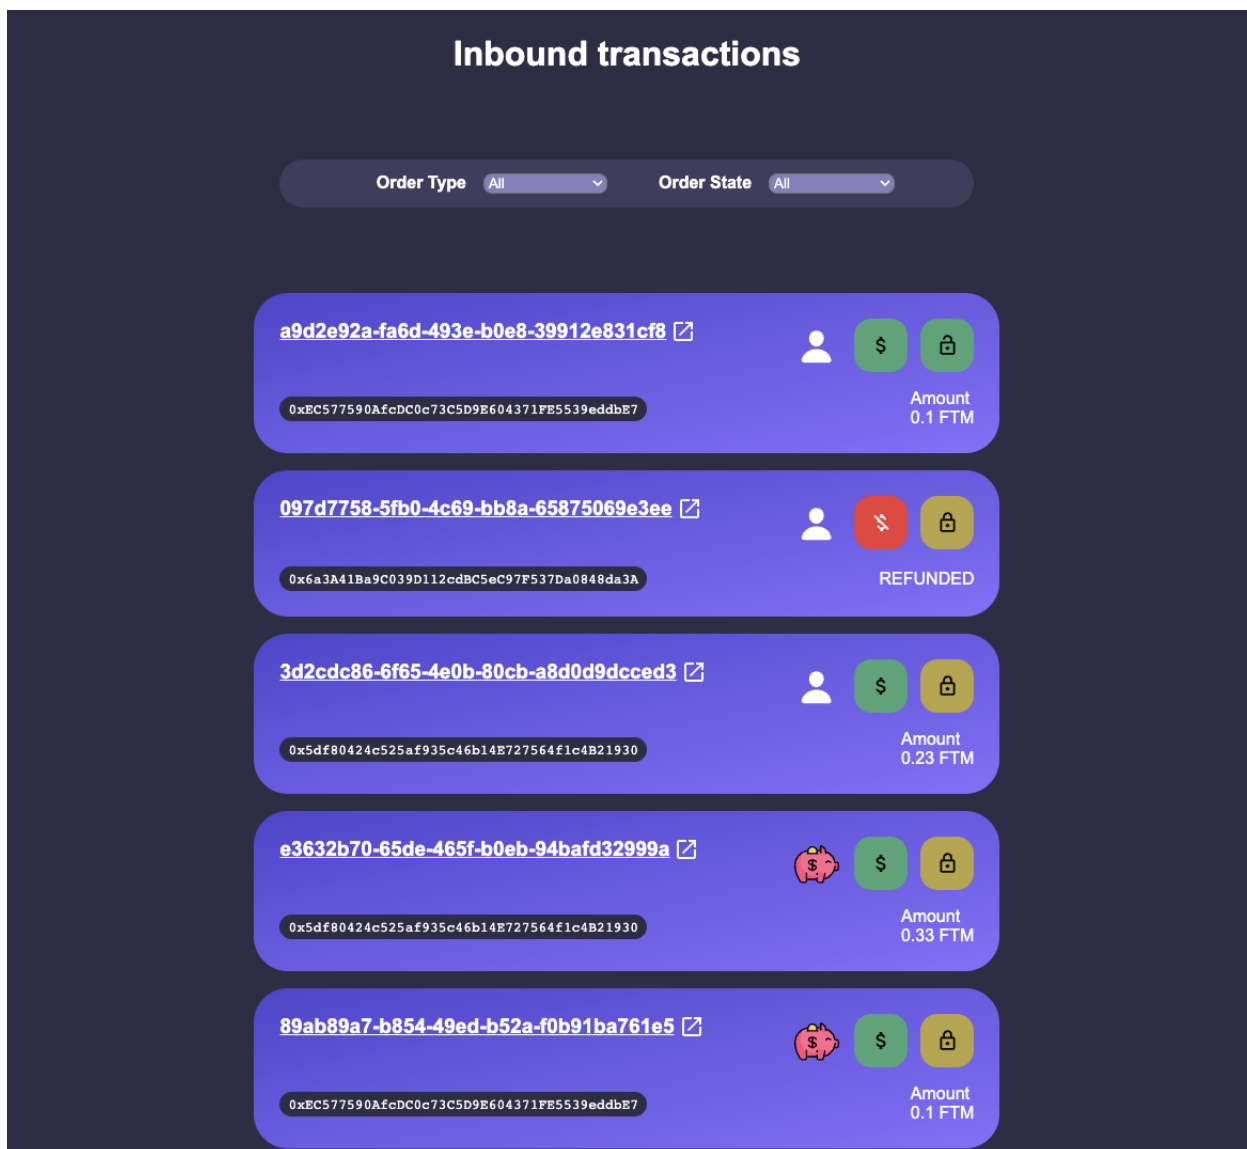 Inbound transactions
Order Type All Order State All
a9d2e92a-fa6d-493e-b0e8-39912e831cf8
$
0xEC577590AfcDC0c73C5D9E604371FE5539eddbE7
Amount
0.1 FTM
097d7758-5fb0-4c69-bb8a-65875069e3ee
0x6a3A41Ba9C039D112cdBC5eC97F537Da0848da3A
REFUNDED
3d2cdc86-6f65-4e0b-80cb-a8d0d9dcced3
$
0x5df80424c525af935c46b14E727564f1c4B21930
Amount
0.23 FTM
e3632b70-65de-465f-b0eb-94bafd32999a
$ $
0x5df80424c525af935c46b14E727564f1c4B21930
Amount
0.33 FTM
89ab89a7-b854-49ed-b52a-f0b91ba761e5
$ $
0xEC577590AfcDC0c73C5D9E604371FE5539eddbE7
Amount
0.1 FTM